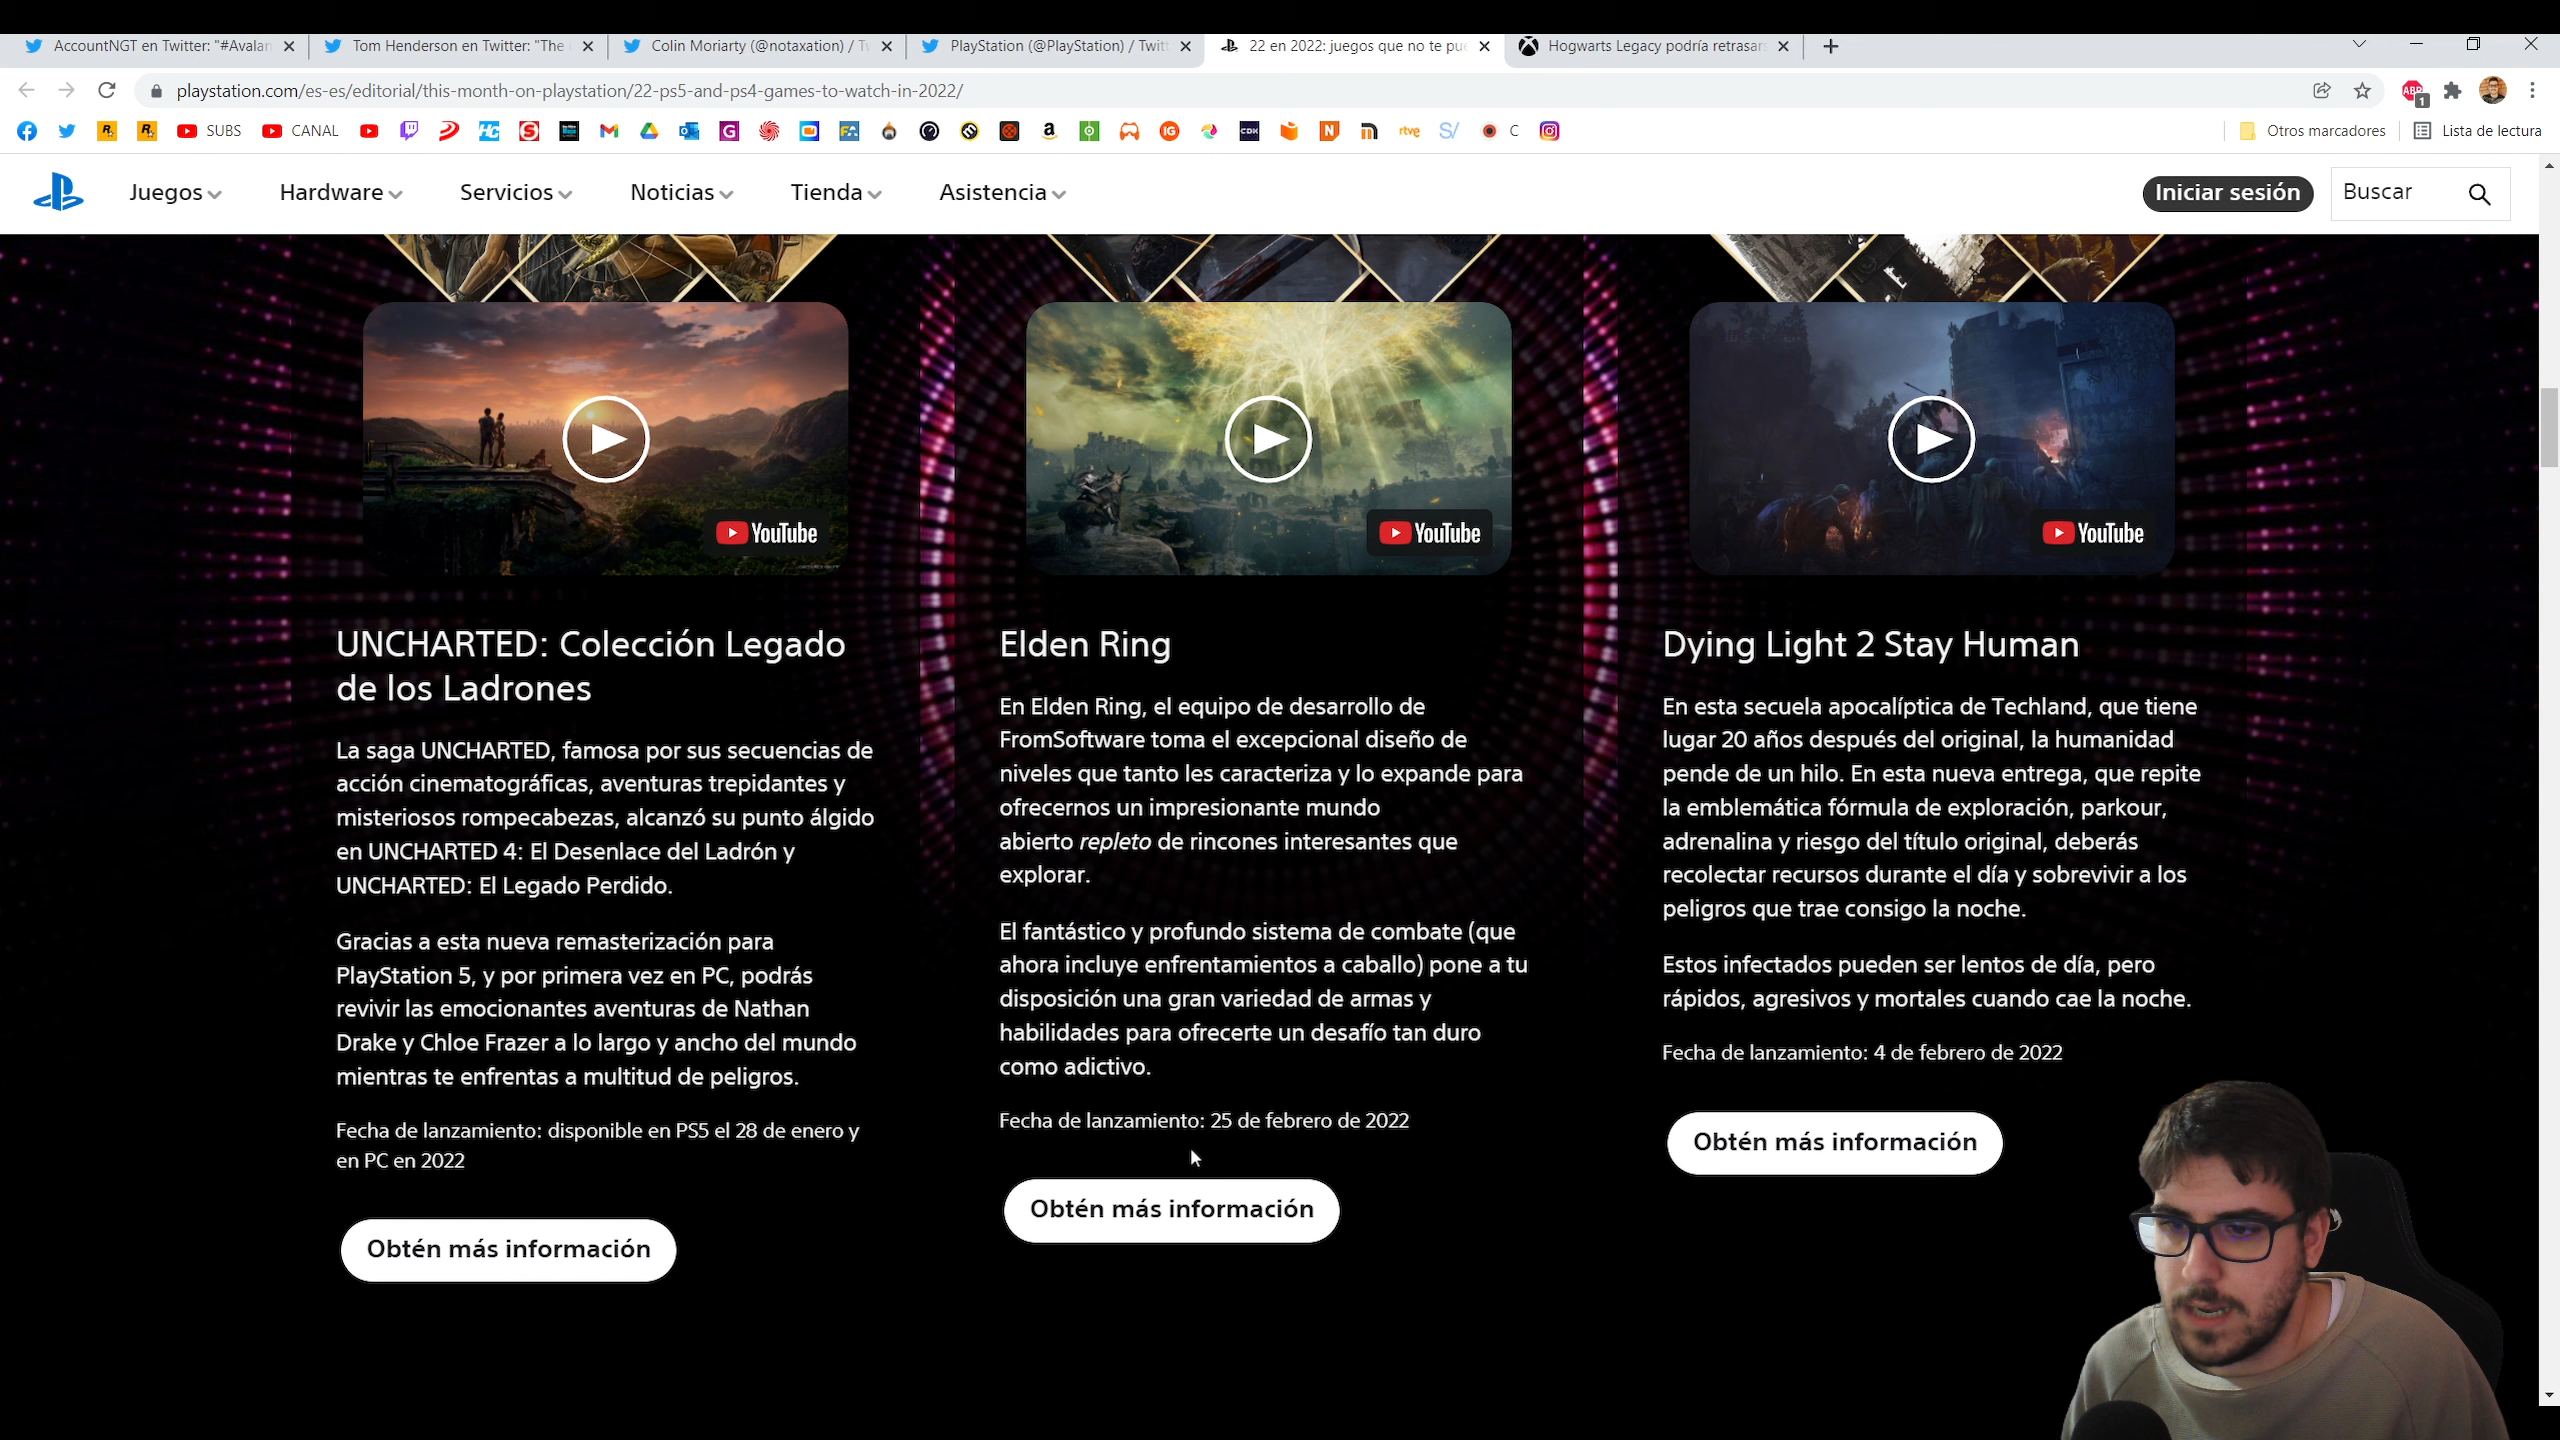 AccountNGT en Twitter: "#Avalan
Tom Henderson en Twitter: "The
Colin Moriarty (@notaxation) / Tw
PlayStation (@PlayStation) / Twitt
22 en 2022: juegos que no te pue
Hogwarts Legacy podría retrasars
playstation.com/es-es/editorial/this-month-on-playstation/22-ps5-and-ps4-games-to-watch-in-2022/
ABP
1
SUBS
CANAL
rtve
C
Otros marcadores
Lista de lectura
Juegos
Hardware
Servicios
Noticias
Tienda
Asistencia
Iniciar sesión
Buscar
YouTube
YouTube
YouTube
UNCHARTED: Colección Legado
de los Ladrones
La saga UNCHARTED, famosa por sus secuencias de
acción cinematográficas, aventuras trepidantes y
misteriosos rompecabezas, alcanzó su punto álgido
en UNCHARTED 4: El Desenlace del Ladrón y
UNCHARTED: El Legado Perdido.
Gracias a esta nueva remasterización para
PlayStation 5, y por primera vez en PC, podrás
revivir las emocionantes aventuras de Nathan
Drake y Chloe Frazer a lo largo y ancho del mundo
mientras te enfrentas a multitud de peligros.
Fecha de lanzamiento: disponible en PS5 el 28 de enero y
en PC en 2022
Obtén más información
Elden Ring
En Elden Ring, el equipo de desarrollo de
FromSoftware toma el excepcional diseño de
niveles que tanto les caracteriza y lo expande para
ofrecernos un impresionante mundo
abierto repleto de rincones interesantes que
explorar.
El fantástico y profundo sistema de combate (que
ahora incluye enfrentamientos a caballo) pone a tu
disposición una gran variedad de armas y
habilidades para ofrecerte un desafío tan duro
como adictivo.
Fecha de lanzamiento: 25 de febrero de 2022
Obtén más información
Dying Light 2 Stay Human
En esta secuela apocalíptica de Techland, que tiene
lugar 20 años después del original, la humanidad
pende de un hilo. En esta nueva entrega, que repite
la emblemática fórmula de exploración, parkour,
adrenalina y riesgo del título original, deberás
recolectar recursos durante el día y sobrevivir a los
peligros que trae consigo la noche.
Estos infectados pueden ser lentos de día, pero
rápidos, agresivos y mortales cuando cae la noche.
Fecha de lanzamiento: 4 de febrero de 2022
Obtén más información